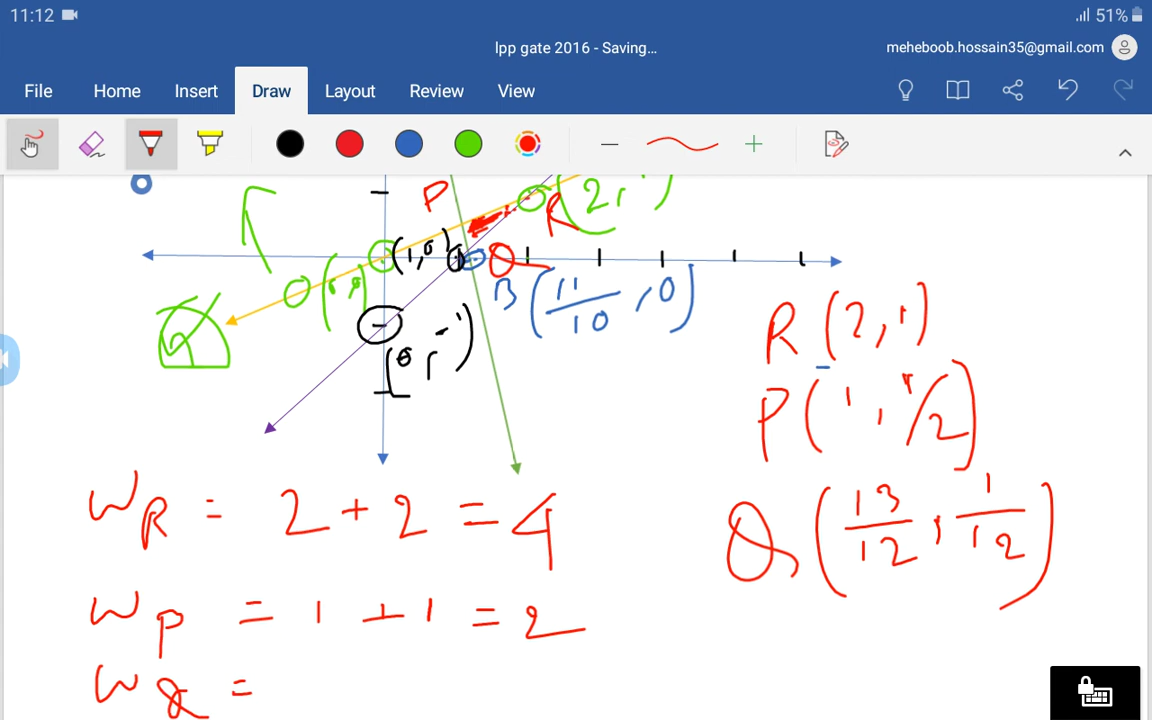 11:12 51%
lpp gate 2016 - Saving... meheboob.hossain35@gmail.com
File Home Insert Draw Layout Review View
P
R (2,1)
(1,0) Q
O(0,0) B (11/10, 0)
(0,-1)
R (2,1)
P (1, 1/2)
Q (13/12, 1/12)
W_R = 2 + 2 = 4
W_P = 1 + 1 = 2
W_Q =